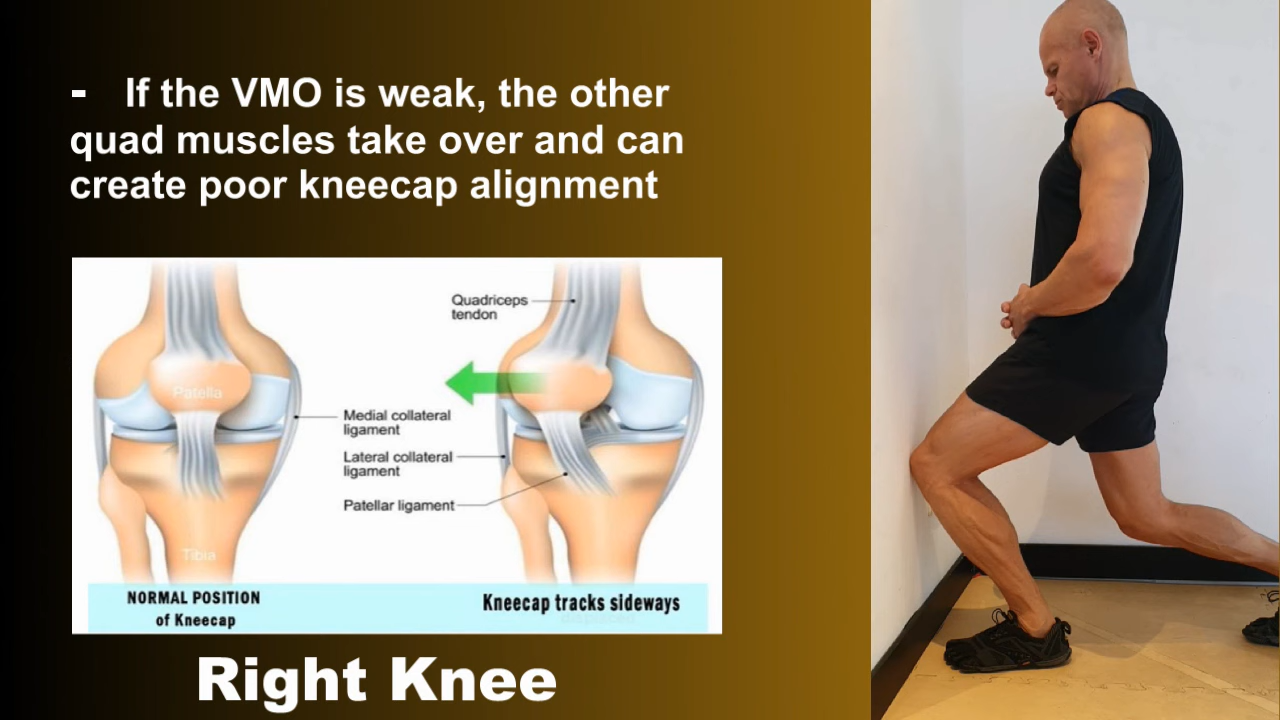 - If the VMO is weak, the other
quad muscles take over and can
create poor kneecap alignment
Quadriceps
tendon
Patella
Medial collateral
ligament
Lateral collateral
ligament
Patellar ligament
Tibia
NORMAL POSITION
of Kneecap
Kneecap tracks sideways
Right Knee